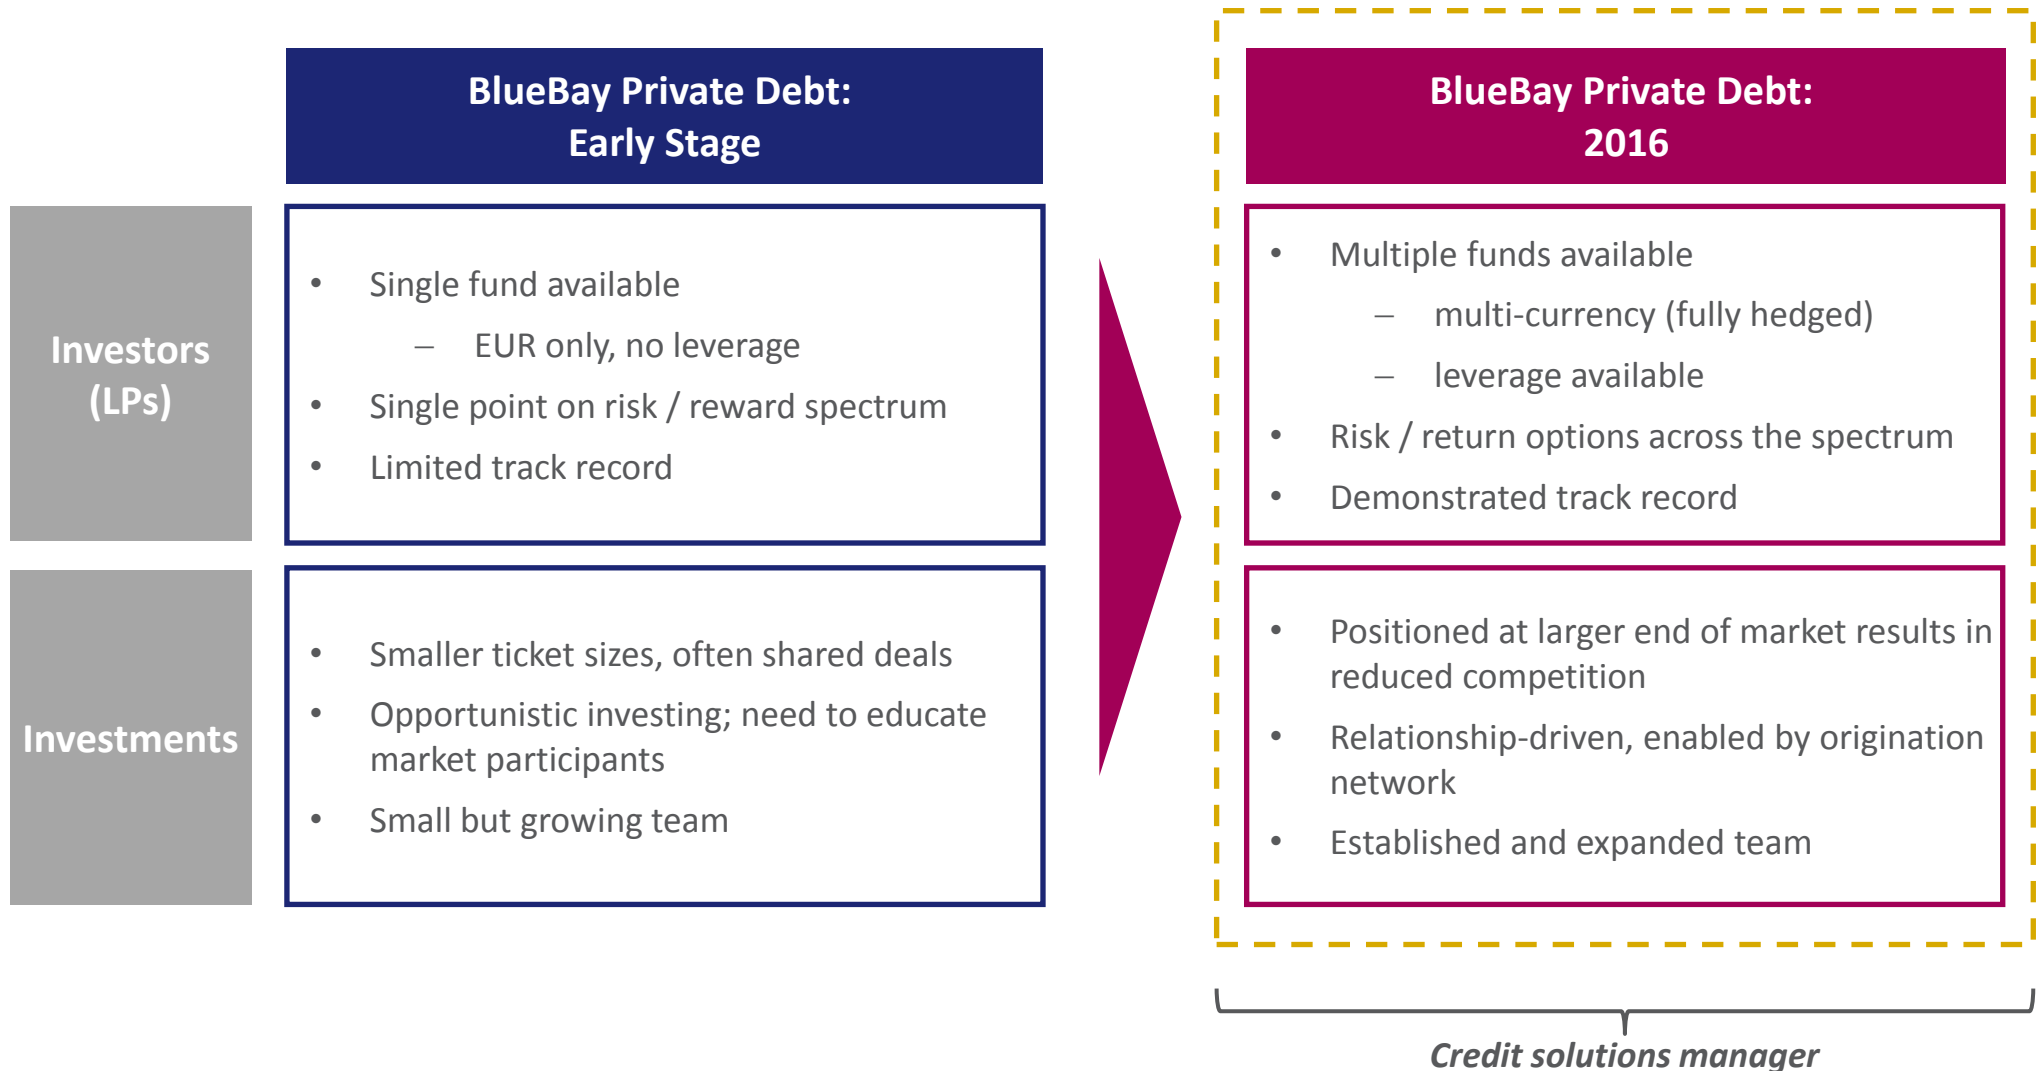 BlueBay Private Debt:
Early Stage
BlueBay Private Debt:
2016
Investors
(LPs)
• Single fund available
– EUR only, no leverage
• Single point on risk / reward spectrum
• Limited track record
• Multiple funds available
– multi-currency (fully hedged)
– leverage available
• Risk / return options across the spectrum
• Demonstrated track record
Investments
• Smaller ticket sizes, often shared deals
• Opportunistic investing; need to educate
market participants
• Small but growing team
• Positioned at larger end of market results in
reduced competition
• Relationship-driven, enabled by origination
network
• Established and expanded team
Credit solutions manager